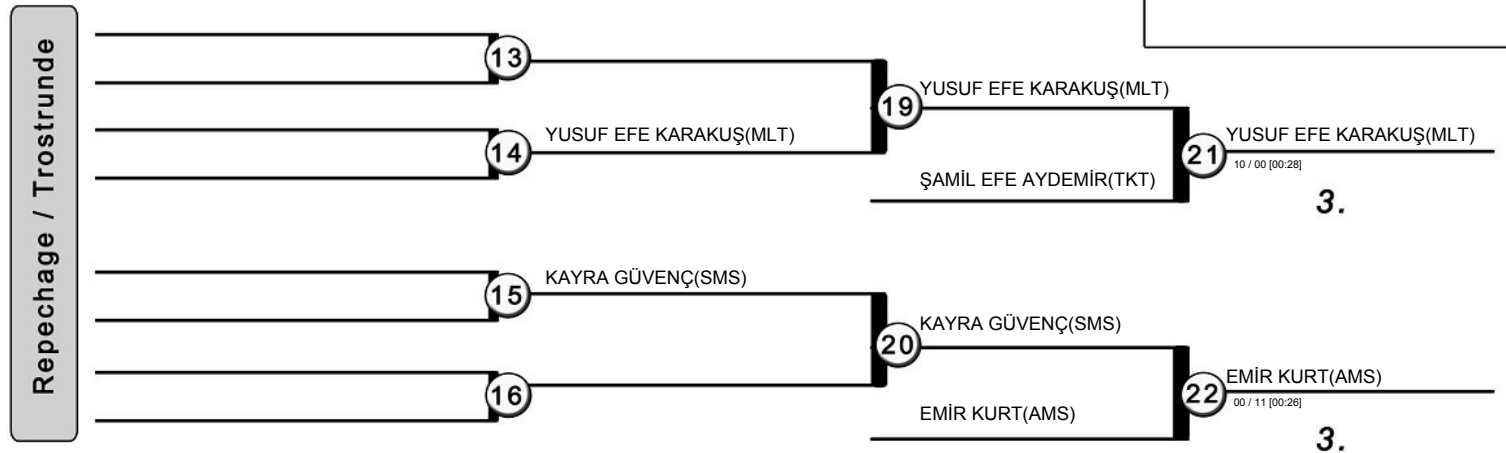 Repechage / Trostrunde
13
YUSUF EFE KARAKUŞ(MLT)
19
YUSUF EFE KARAKUŞ(MLT)
14
YUSUF EFE KARAKUŞ(MLT)
21
10 / 00 [00:28]
ŞAMİL EFE AYDEMİR(TKT)
3.
KAYRA GÜVENÇ(SMS)
15
KAYRA GÜVENÇ(SMS)
20
EMİR KURT(AMS)
22
16
00 / 11 [00:26]
EMİR KURT(AMS)
3.